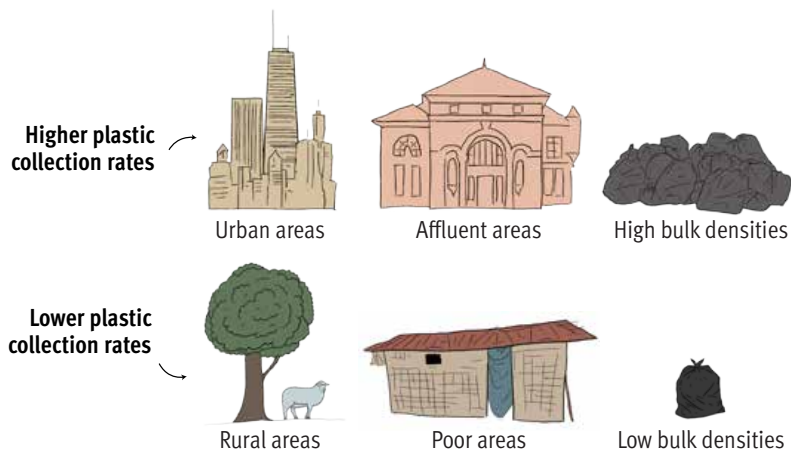 Higher plastic
collection rates
Urban areas
Affluent areas
High bulk densities
Lower plastic
collection rates
Rural areas
Poor areas
Low bulk densities